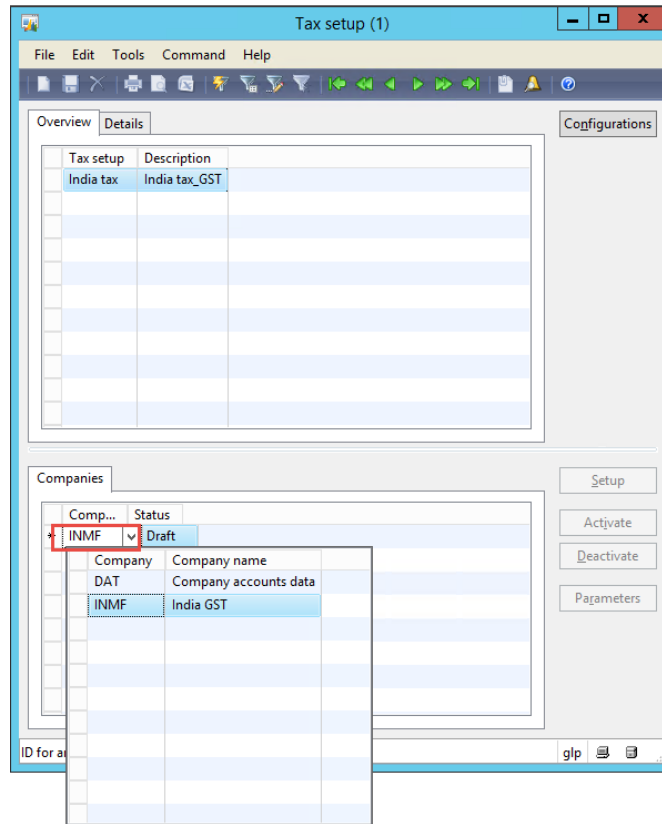 Tax setup (1)
x
File Edit Tools Command Help
Overview Details
Configurations
Tax setup Description
India tax India tax_GST
Companies
Setup
Comp... Status
INMF Draft
Activate
Company Company name
DAT Company accounts data
Deactivate
INMF India GST
Parameters
ID for ar
glp